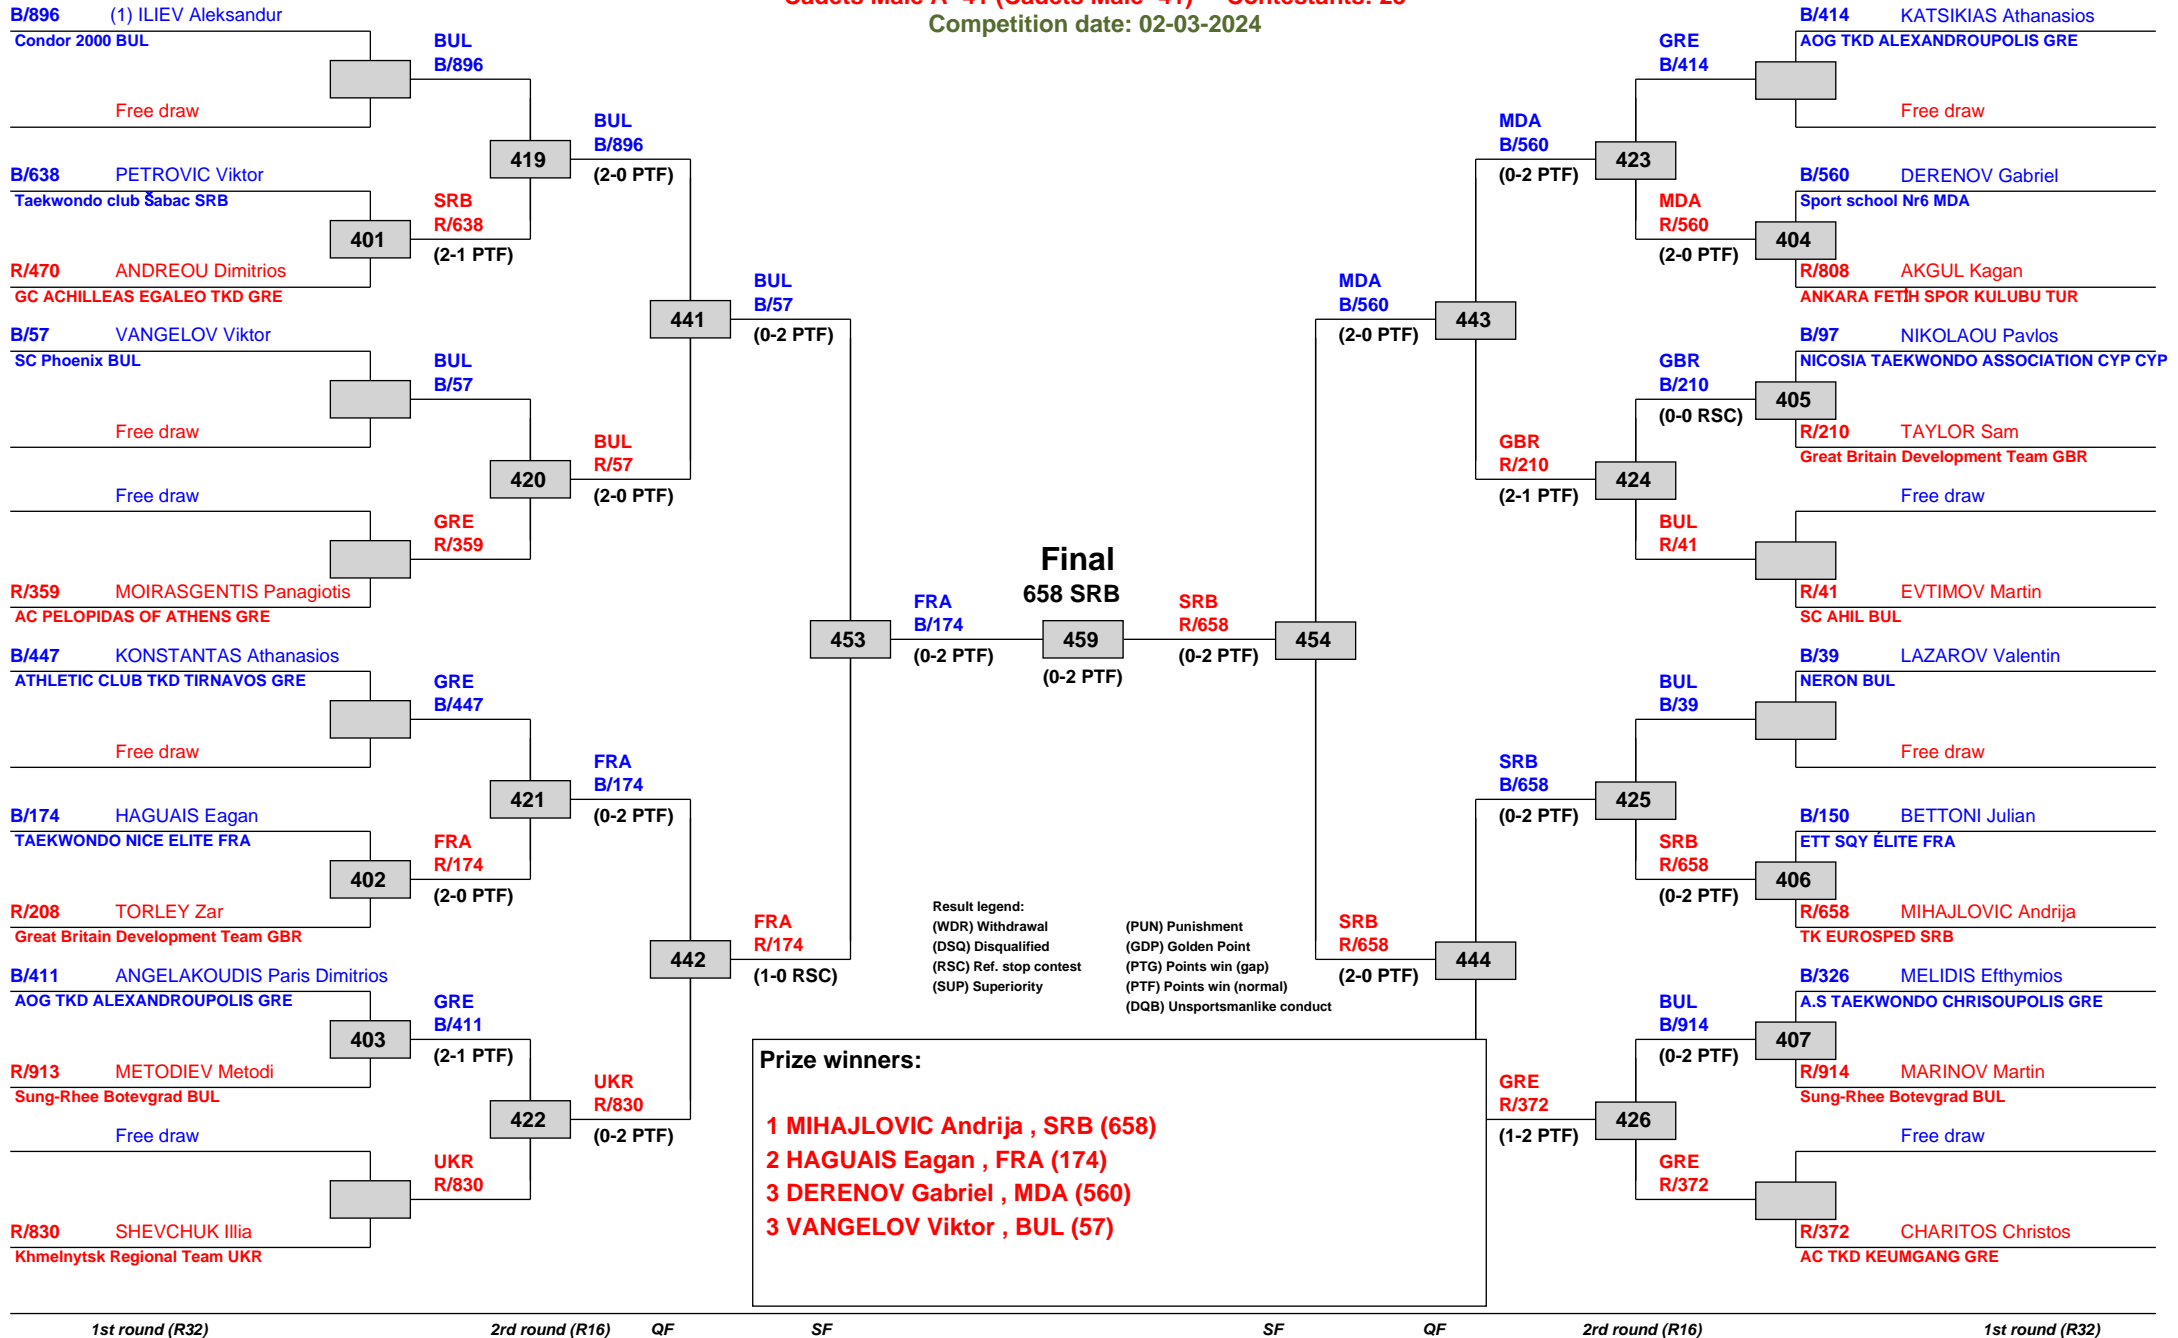 Competition date: 02-03-2024
B/896 (1) ILIEV Aleksandur
Condor 2000 BUL
Free draw
B/638 PETROVIC Viktor
Taekwondo club Šabac SRB
R/470 ANDREOU Dimitrios
GC ACHILLEAS EGALEO TKD GRE
B/57 VANGELOV Viktor
SC Phoenix BUL
Free draw
Free draw
R/359 MOIRASGENTIS Panagiotis
AC PELOPIDAS OF ATHENS GRE
B/447 KONSTANTAS Athanasios
ATHLETIC CLUB TKD TIRNAVOS GRE
Free draw
B/174 HAGUAIS Eagan
TAEKWONDO NICE ELITE FRA
R/208 TORLEY Zar
Great Britain Development Team GBR
B/411 ANGELAKOUDIS Paris Dimitrios
AOG TKD ALEXANDROUPOLIS GRE
R/913 METODIEV Metodi
Sung-Rhee Botevgrad BUL
Free draw
R/830 SHEVCHUK Illia
Khmelnytsk Regional Team UKR
401
402
403
BUL
B/896
SRB
R/638
(2-1 PTF)
BUL
B/57
GRE
R/359
GRE
B/447
FRA
R/174
(2-0 PTF)
GRE
B/411
(2-1 PTF)
UKR
R/830
419
420
421
422
BUL
B/896
(2-0 PTF)
BUL
R/57
(2-0 PTF)
FRA
B/174
(0-2 PTF)
UKR
R/830
(0-2 PTF)
441
442
BUL
B/57
(0-2 PTF)
FRA
R/174
(1-0 RSC)
453
FRA
B/174
(0-2 PTF)
Final
658 SRB
459
(0-2 PTF)
SRB
R/658
(0-2 PTF)
454
MDA
B/560
(2-0 PTF)
SRB
R/658
(2-0 PTF)
443
444
MDA
B/560
(0-2 PTF)
GBR
R/210
(2-1 PTF)
SRB
B/658
(0-2 PTF)
GRE
R/372
(1-2 PTF)
423
424
425
426
GRE
B/414
MDA
R/560
(2-0 PTF)
GBR
B/210
(0-0 RSC)
BUL
R/41
BUL
B/39
SRB
R/658
(0-2 PTF)
BUL
B/914
(0-2 PTF)
GRE
R/372
404
405
406
407
B/414 KATSIKIAS Athanasios
AOG TKD ALEXANDROUPOLIS GRE
Free draw
B/560 DERENOV Gabriel
Sport school Nr6 MDA
R/808 AKGUL Kagan
ANKARA FETİH SPOR KULUBU TUR
B/97 NIKOLAOU Pavlos
NICOSIA TAEKWONDO ASSOCIATION CYP CYP
R/210 TAYLOR Sam
Great Britain Development Team GBR
Free draw
R/41 EVTIMOV Martin
SC AHIL BUL
B/39 LAZAROV Valentin
NERON BUL
Free draw
B/150 BETTONI Julian
ETT SQY ÉLITE FRA
R/658 MIHAJLOVIC Andrija
TK EUROSPED SRB
B/326 MELIDIS Efthymios
A.S TAEKWONDO CHRISOUPOLIS GRE
R/914 MARINOV Martin
Sung-Rhee Botevgrad BUL
Free draw
R/372 CHARITOS Christos
AC TKD KEUMGANG GRE
Result legend:
(WDR) Withdrawal (PUN) Punishment
(DSQ) Disqualified (GDP) Golden Point
(RSC) Ref. stop contest (PTG) Points win (gap)
(SUP) Superiority (PTF) Points win (normal)
(DQB) Unsportsmanlike conduct
Prize winners:
1 MIHAJLOVIC Andrija , SRB (658)
2 HAGUAIS Eagan , FRA (174)
3 DERENOV Gabriel , MDA (560)
3 VANGELOV Viktor , BUL (57)
1st round (R32) 2rd round (R16) QF SF SF QF 2rd round (R16) 1st round (R32)